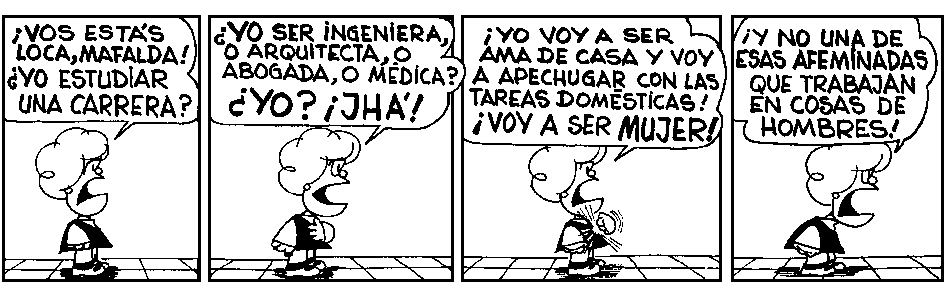 ¡VOS ESTÁS
LOCA, MAFALDA!
¿YO ESTUDIAR
UNA CARRERA?
¿YO SER INGENIERA,
O ARQUITECTA, O
ABOGADA, O MÉDICA?
¿YO? ¡JHA!
¡YO VOY A SER
AMA DE CASA Y VOY
A APECHUGAR CON LAS
TAREAS DOMÉSTICAS!
¡VOY A SER MUJER!
¡Y NO UNA DE
ESAS AFEMINADAS
QUE TRABAJAN
EN COSAS DE
HOMBRES!